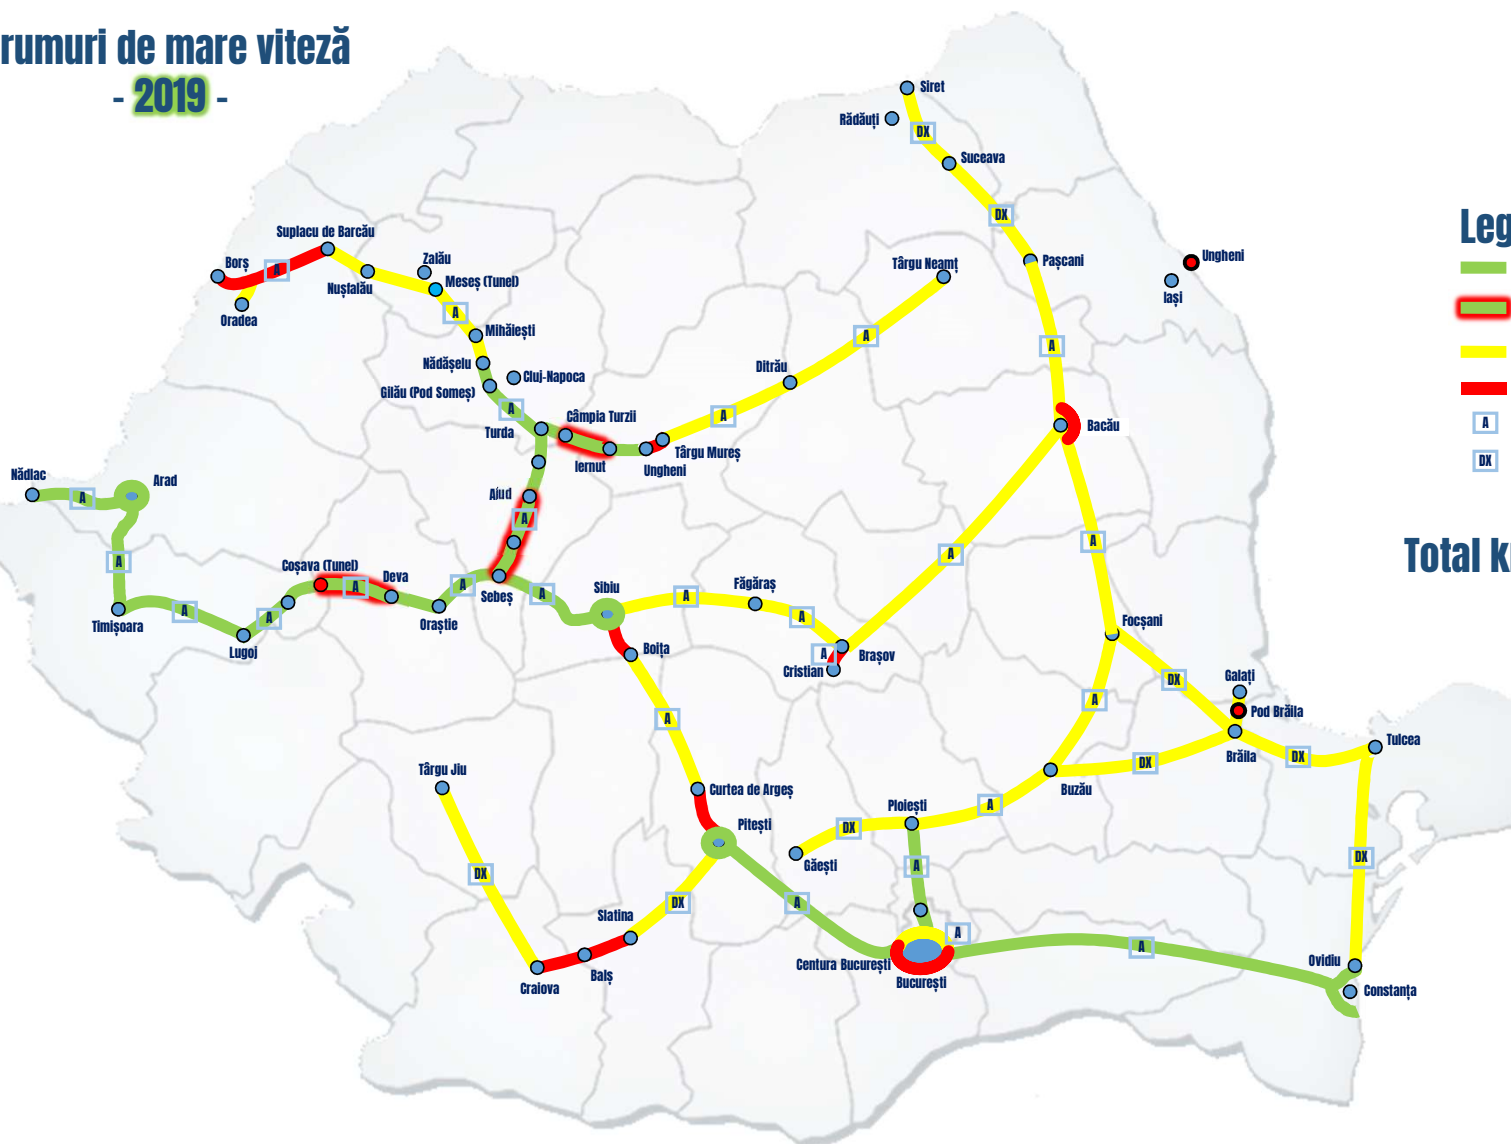 rumuri de mare viteză
- 2019 -
Siret
Rădăuți
DX
Suceava
DX
Leg
Suplacu de Barcău
Borș
A
Zalău
Meseș (Tunel)
Nușfalău
Oradea
A
Mihăiești
Nădășelu
Cluj-Napoca
Gilău (Pod Someș)
A
Târgu Neamț
Pașcani
Ungheni
Iași
A
A
Ditrău
A
Câmpia Turzii
Turda
Iernut
Ungheni
Târgu Mureș
Bacău
A
DX
Nădlac
A
Arad
Aiud
A
A
Total k
A
A
Coșava (Tunel)
A
Deva
A
Sebeș
A
Sibiu
A
Făgăraș
A
Timișoara
A
Lugoj
A
Oraștie
Boița
A
Brașov
Cristian
Focșani
DX
Galați
Pod Brăila
A
A
Brăila
DX
Tulcea
DX
Buzău
Târgu Jiu
Curtea de Argeș
Pitești
Ploiești
A
DX
Găești
DX
A
DX
Slatina
DX
A
A
A
Balș
Craiova
Centura București
București
Ovidiu
Constanța